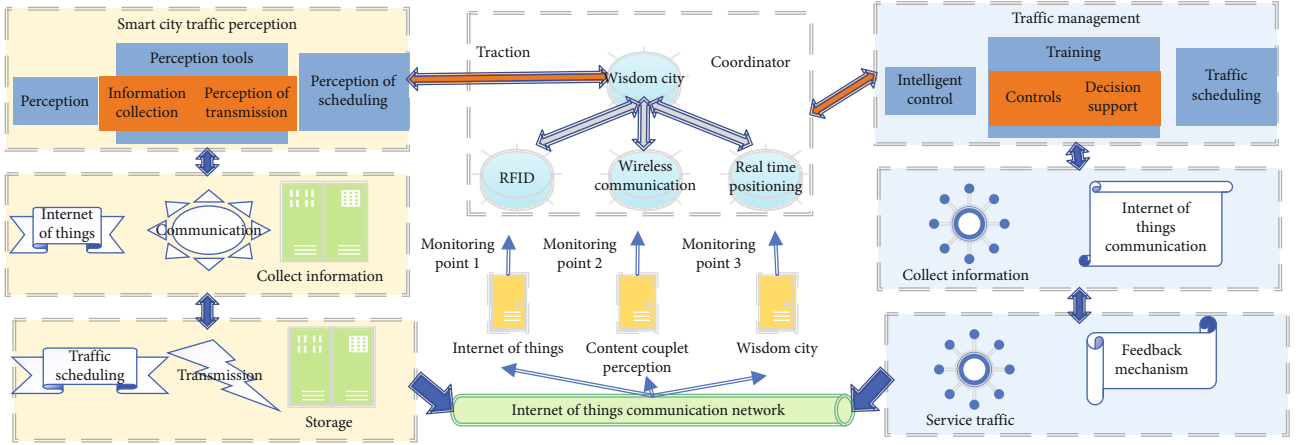 Smart city traffic perception
Perception tools
Perception
Information
collection
Perception of
transmission
Perception of
scheduling
Internet
of things
Communication
Collect information
Traffic
scheduling
Transmission
Storage
Traction
Coordinator
Wisdom city
RFID
Wireless
communication
Real time
positioning
Monitoring
point 1
Monitoring
point 2
Monitoring
point 3
Internet of things
Content couplet
perception
Wisdom city
Internet of things communication network
Traffic management
Training
Intelligent
control
Controls
Decision
support
Traffic
scheduling
Collect information
Internet of
things
communication
Service traffic
Feedback
mechanism